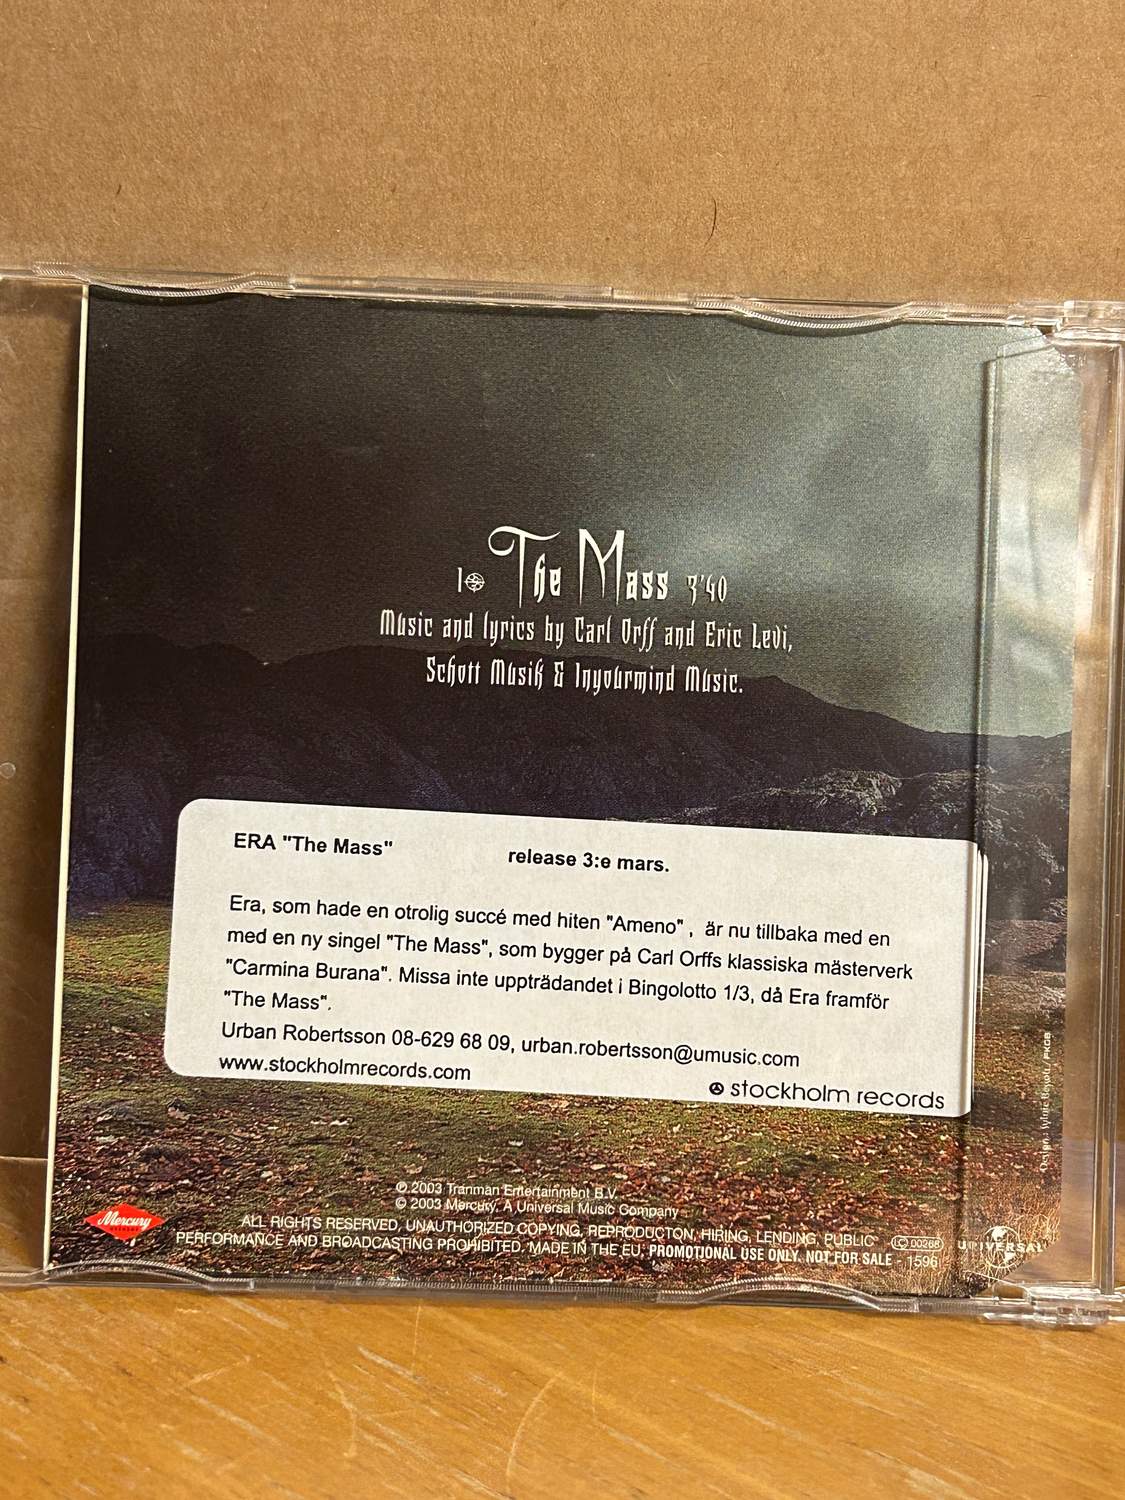 1 The Mass 3'40
Music and lyrics by Carl Orff and Eric Levi,
Schott Musik & Inyourmind Music.
ERA "The Mass" release 3:e mars.
Era, som hade en otrolig succé med hiten "Ameno" , är nu tillbaka med en
med en ny singel "The Mass", som bygger på Carl Orffs klassiska mästerverk
"Carmina Burana". Missa inte uppträdandet i Bingolotto 1/3, då Era framför
"The Mass".
Urban Robertsson 08-629 68 09, urban.robertsson@umusic.com
www.stockholmrecords.com
stockholm records
℗ 2003 Tranman Entertainment B.V.
© 2003 Mercury, A Universal Music Company
ALL RIGHTS RESERVED, UNAUTHORIZED COPYING, REPRODUCTON, HIRING, LENDING, PUBLIC
PERFORMANCE AND BROADCASTING PROHIBITED. MADE IN THE EU. PROMOTIONAL USE ONLY. NOT FOR SALE - 1596
LC 00268
Mercury
UNIVERSAL
Design :
/ FKGB